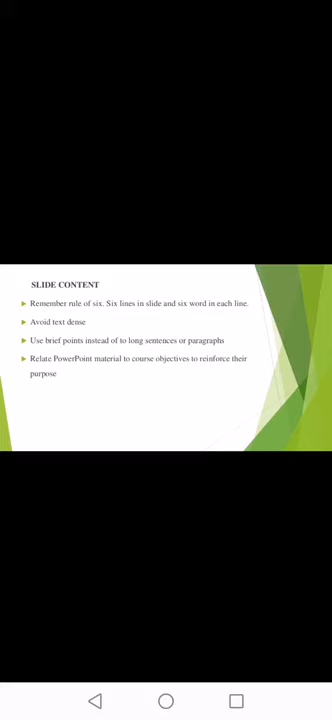 SLIDE CONTENT
Remember rule of six. Six lines in slide and six word in each line.
Avoid text dense
Use brief points instead of to long sentences or paragraphs
Relate PowerPoint material to course objectives to reinforce their
purpose